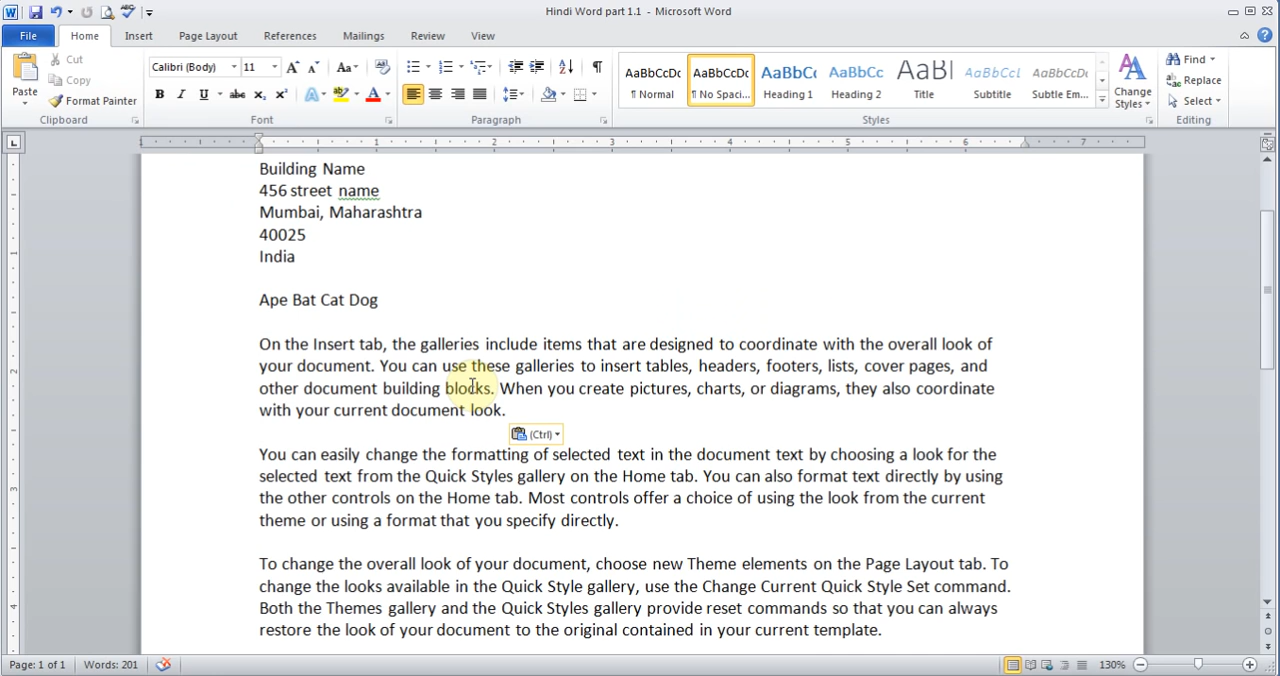 Hindi Word part 1.1 - Microsoft Word
File Home Insert Page Layout References Mailings Review View
Cut
Copy
Format Painter
Paste
Clipboard
Calibri (Body) 11
Font
Paragraph
AaBbCcDc AaBbCcDc AaBbCc AaBbCc AaBl AaBbCcL AaBbCcDc
¶ Normal ¶ No Spaci... Heading 1 Heading 2 Title Subtitle Subtle Em...
Styles
Change
Styles
Find
Replace
Select
Editing
1 1 2 3 4 5 6 7
Building Name
456 street name
Mumbai, Maharashtra
40025
India
Ape Bat Cat Dog
On the Insert tab, the galleries include items that are designed to coordinate with the overall look of
your document. You can use these galleries to insert tables, headers, footers, lists, cover pages, and
other document building blocks. When you create pictures, charts, or diagrams, they also coordinate
with your current document look.
(Ctrl)
You can easily change the formatting of selected text in the document text by choosing a look for the
selected text from the Quick Styles gallery on the Home tab. You can also format text directly by using
the other controls on the Home tab. Most controls offer a choice of using the look from the current
theme or using a format that you specify directly.
To change the overall look of your document, choose new Theme elements on the Page Layout tab. To
change the looks available in the Quick Style gallery, use the Change Current Quick Style Set command.
Both the Themes gallery and the Quick Styles gallery provide reset commands so that you can always
restore the look of your document to the original contained in your current template.
Page: 1 of 1 Words: 201 130%